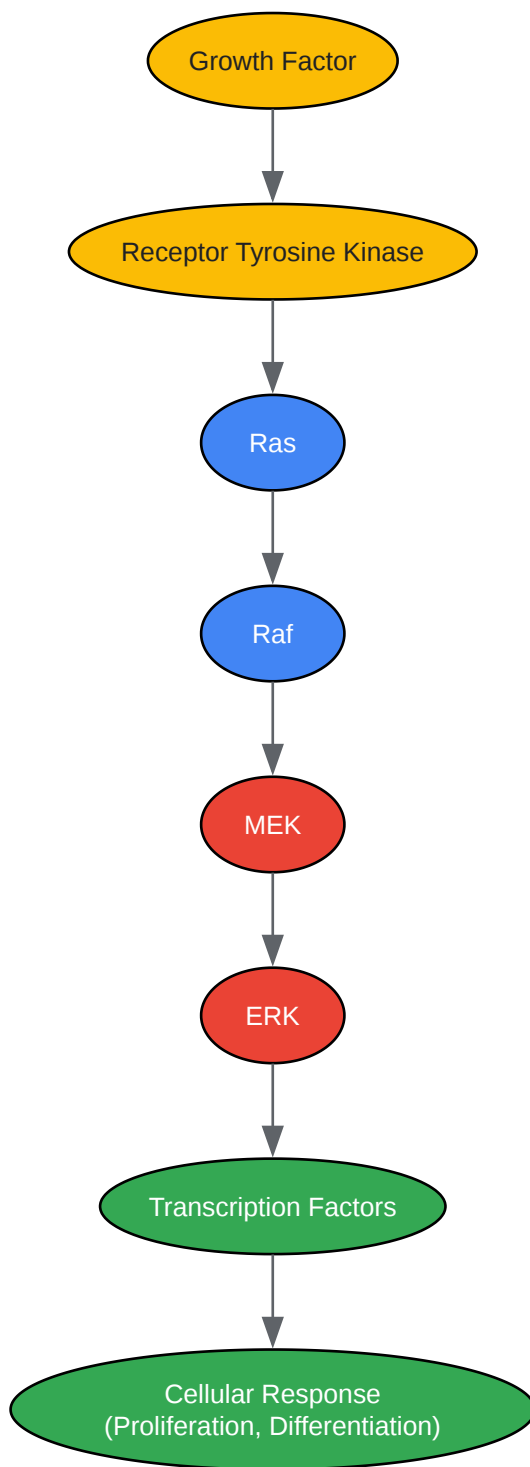 Growth Factor
Receptor Tyrosine Kinase
Ras
Raf
MEK
ERK
Transcription Factors
Cellular Response
(Proliferation, Differentiation)